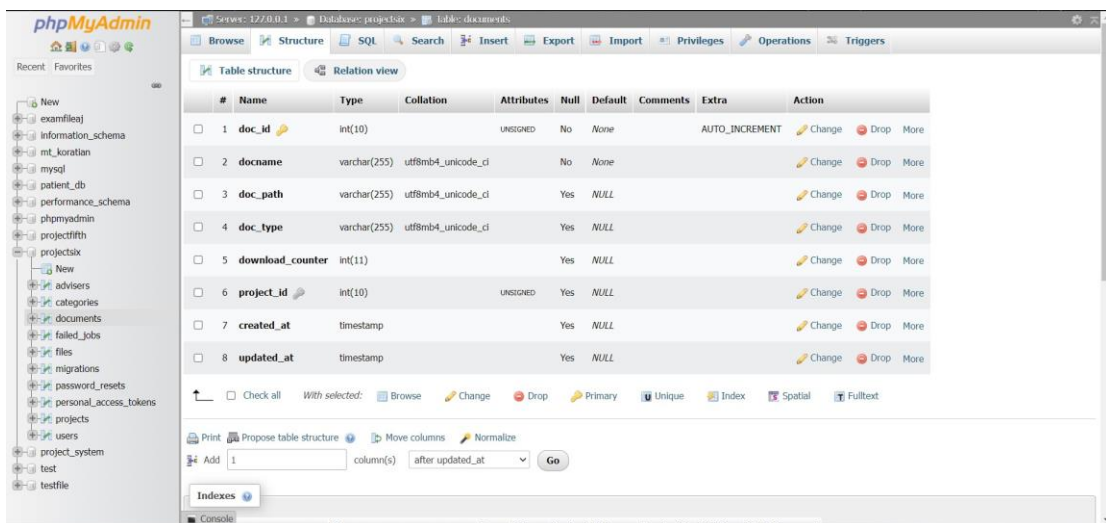 phpMyAdmin
Recent Favorites
New
examfileaj
information_schema
mt_koratian
mysql
patient_db
performance_schema
phpmyadmin
projectfifth
projectsix
New
advisers
categories
documents
failed_jobs
files
migrations
password_resets
personal_access_tokens
projects
users
project_system
test
testfile
Server: 127.0.0.1 » Database: projectsix » Table: documents
Browse Structure SQL Search Insert Export Import Privileges Operations Triggers
Table structure Relation view
# Name Type Collation Attributes Null Default Comments Extra Action
1 doc_id int(10) UNSIGNED No None AUTO_INCREMENT Change Drop More
2 docname varchar(255) utf8mb4_unicode_ci No None Change Drop More
3 doc_path varchar(255) utf8mb4_unicode_ci Yes NULL Change Drop More
4 doc_type varchar(255) utf8mb4_unicode_ci Yes NULL Change Drop More
5 download_counter int(11) Yes NULL Change Drop More
6 project_id int(10) UNSIGNED Yes NULL Change Drop More
7 created_at timestamp Yes NULL Change Drop More
8 updated_at timestamp Yes NULL Change Drop More
Check all With selected: Browse Change Drop Primary Unique Index Spatial Fulltext
Print Propose table structure Move columns Normalize
Add 1 column(s) after updated_at Go
Indexes
Console